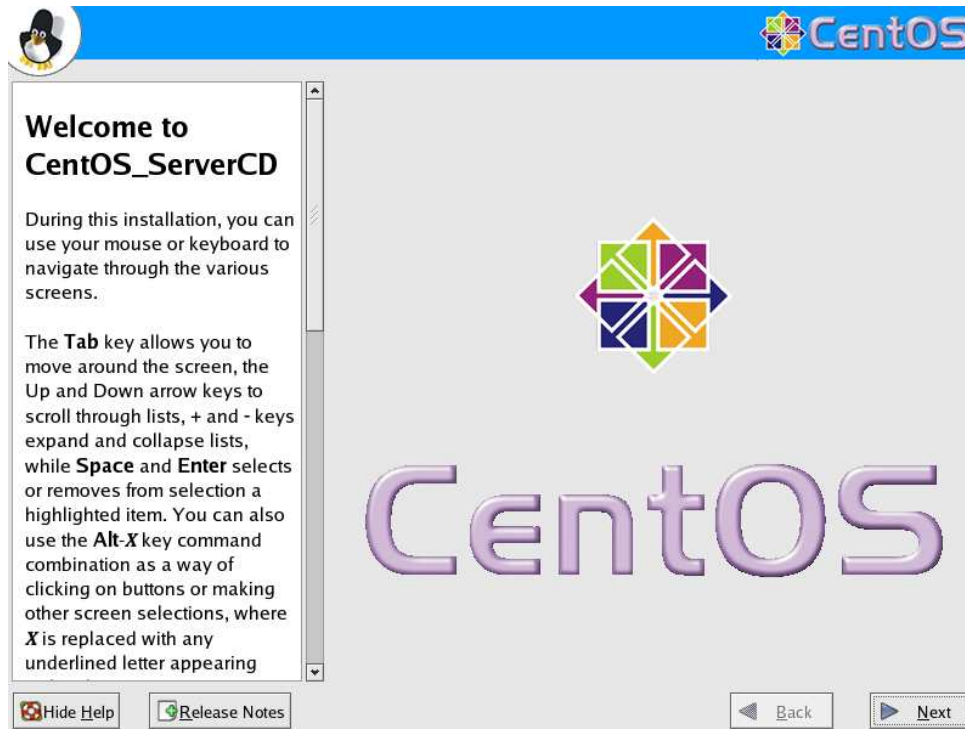 CentOS
Welcome to
CentOS_ServerCD
During this installation, you can
use your mouse or keyboard to
navigate through the various
screens.
The Tab key allows you to
move around the screen, the
Up and Down arrow keys to
scroll through lists, + and - keys
expand and collapse lists,
while Space and Enter selects
or removes from selection a
highlighted item. You can also
use the Alt-X key command
combination as a way of
clicking on buttons or making
other screen selections, where
X is replaced with any
underlined letter appearing
CentOS
Hide Help
Release Notes
Back
Next